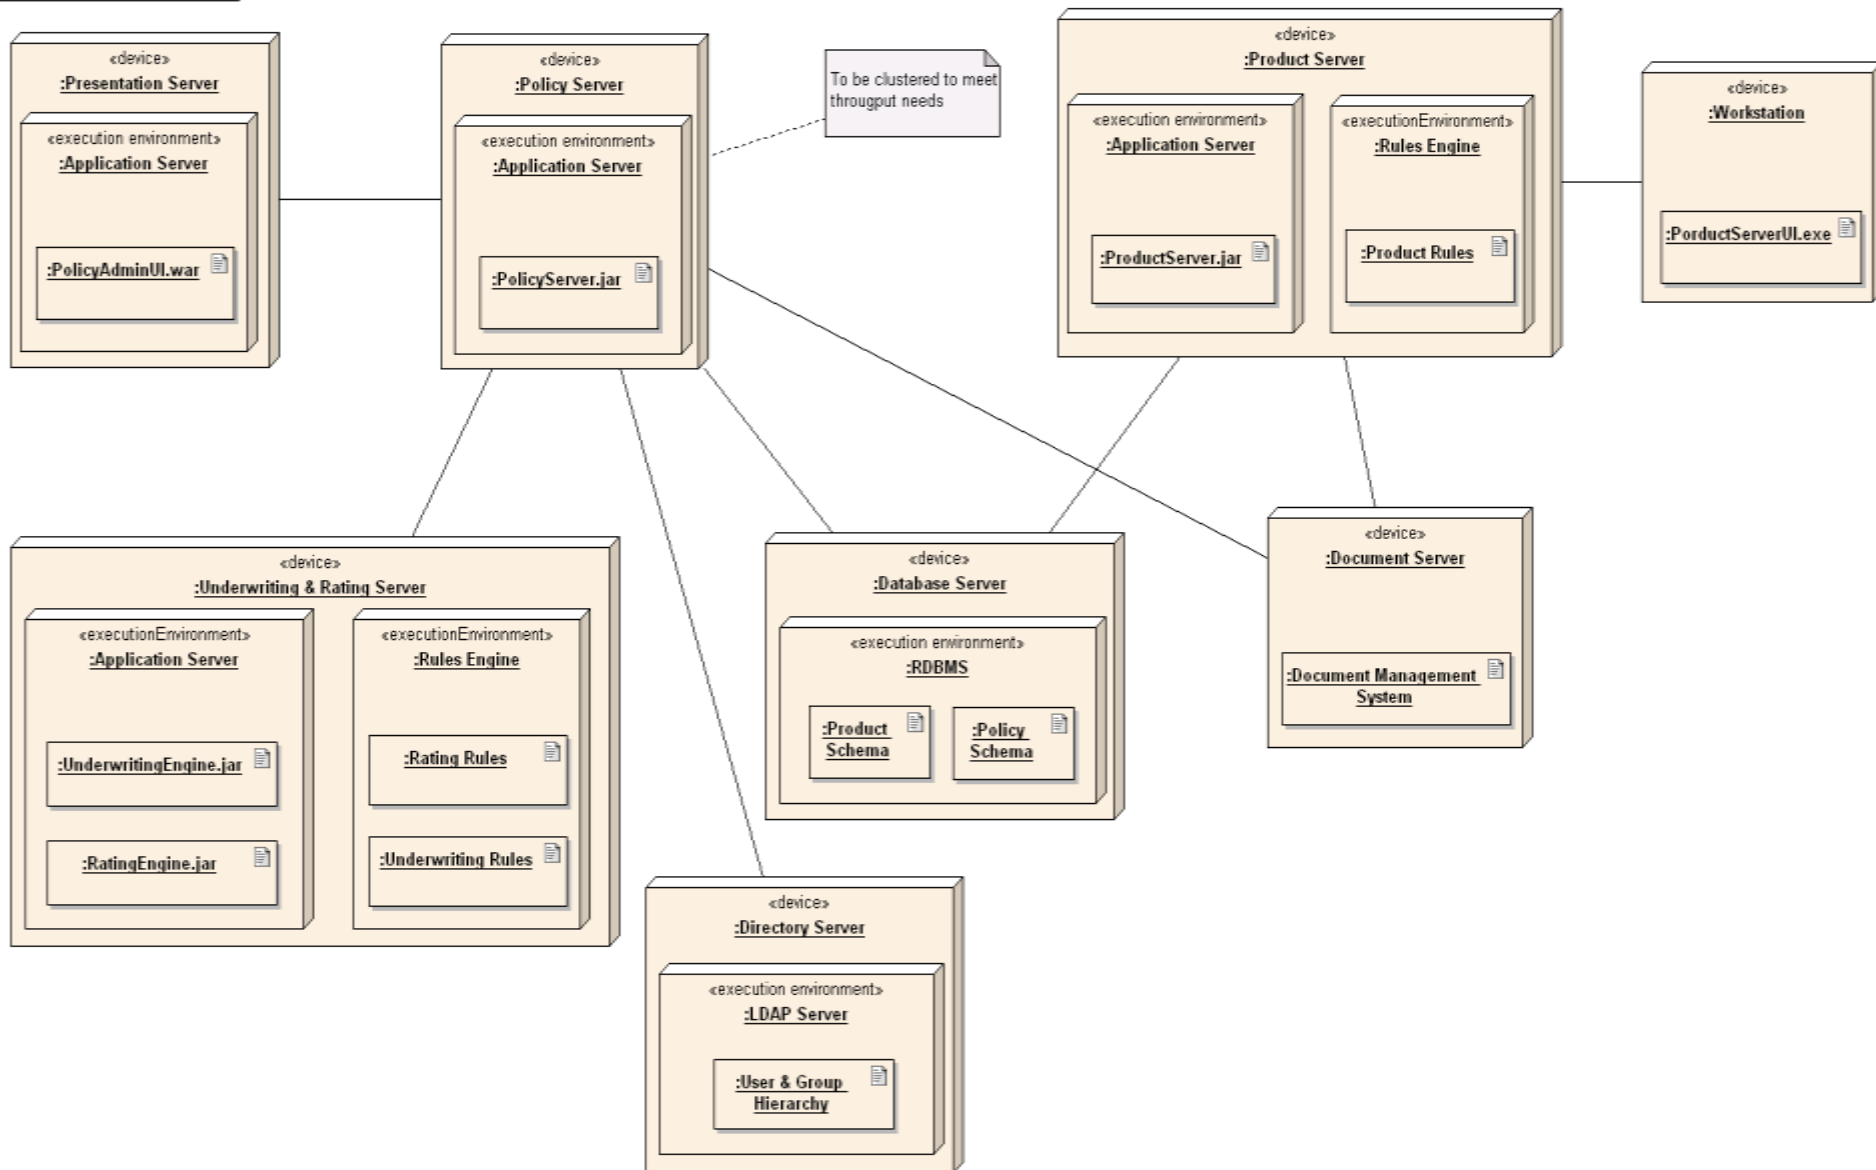 «device»
:Presentation Server
«execution environment»
:Application Server
:PolicyAdminUI.war
«device»
:Policy Server
«execution environment»
:Application Server
:PolicyServer.jar
To be clustered to meet
througput needs
«device»
:Product Server
«execution environment»
:Application Server
:ProductServer.jar
«executionEnvironment»
:Rules Engine
:Product Rules
«device»
:Workstation
:PorductServerUI.exe
«device»
:Underwriting & Rating Server
«executionEnvironment»
:Application Server
:UnderwritingEngine.jar
:RatingEngine.jar
«executionEnvironment»
:Rules Engine
:Rating Rules
:Underwriting Rules
«device»
:Database Server
«execution environment»
:RDBMS
:Product
Schema
:Policy
Schema
«device»
:Document Server
:Document Management
System
«device»
:Directory Server
«execution environment»
:LDAP Server
:User & Group
Hierarchy